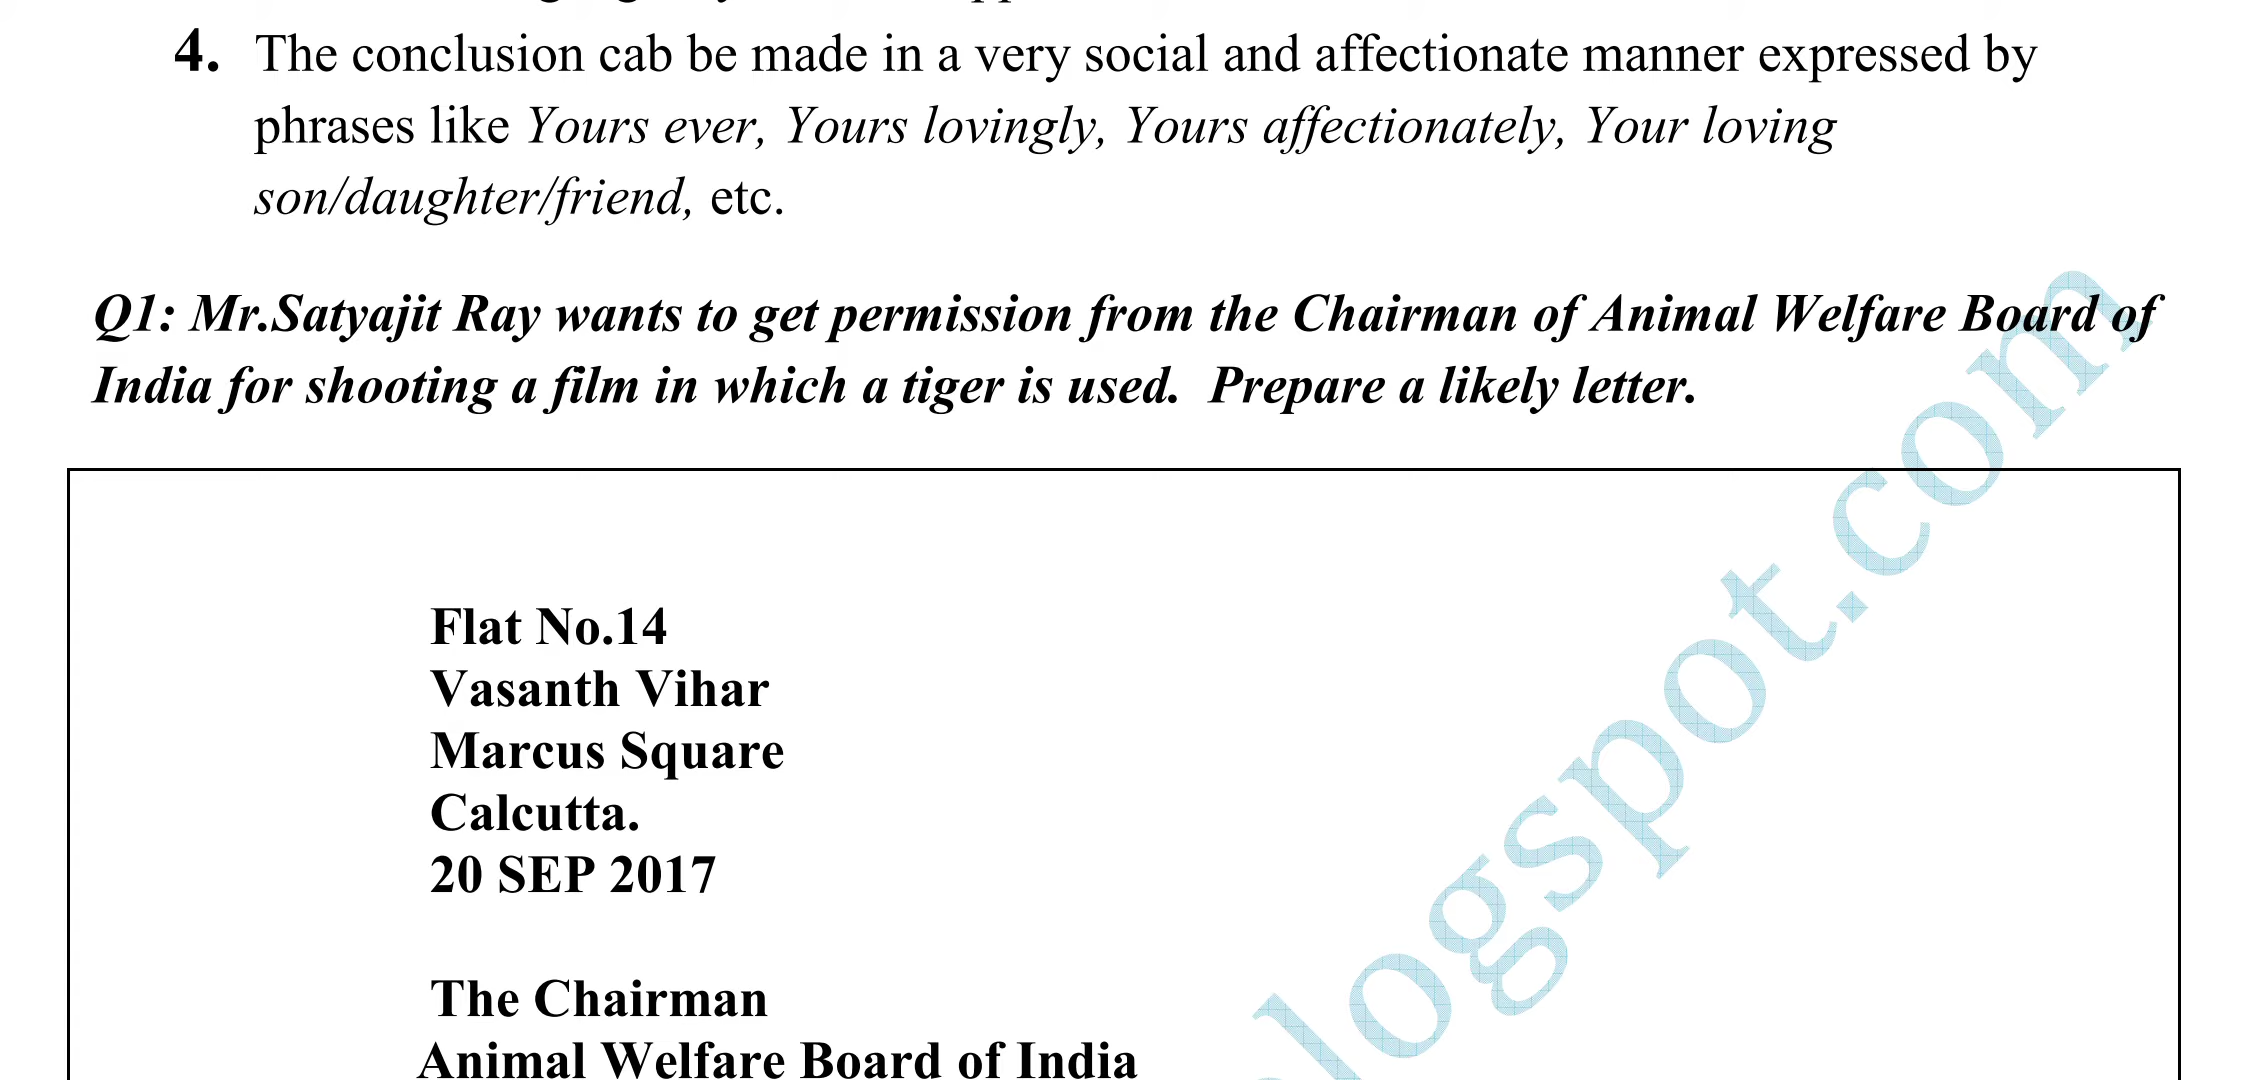 4. The conclusion cab be made in a very social and affectionate manner expressed by
phrases like Yours ever, Yours lovingly, Yours affectionately, Your loving
son/daughter/friend, etc.
Q1: Mr.Satyajit Ray wants to get permission from the Chairman of Animal Welfare Board of
India for shooting a film in which a tiger is used. Prepare a likely letter.
Flat No.14
Vasanth Vihar
Marcus Square
Calcutta.
20 SEP 2017
The Chairman
Animal Welfare Board of India
logspot.com